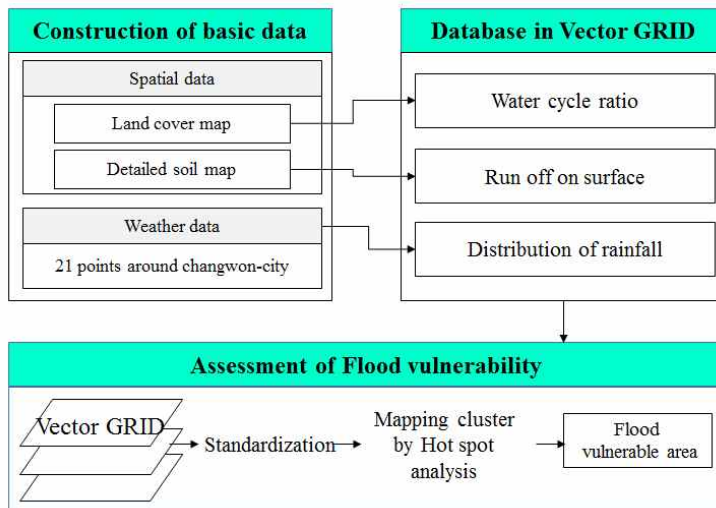 Construction of basic data
Spatial data
Land cover map
Detailed soil map
Weather data
21 points around changwon-city
Database in Vector GRID
Water cycle ratio
Run off on surface
Distribution of rainfall
Assessment of Flood vulnerability
Vector GRID
Standardization
Mapping cluster
by Hot spot
analysis
Flood
vulnerable area